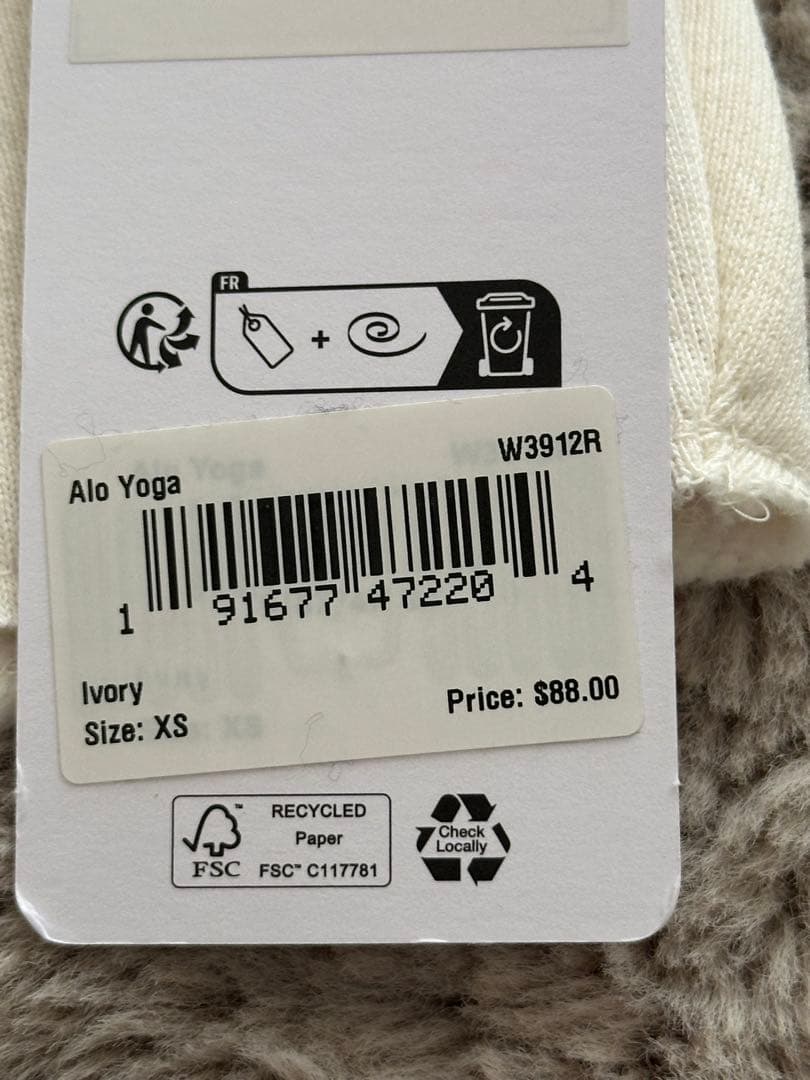 FR
Alo Yoga
W3912R
1 91677 47220 4
Ivory
Size: XS
Price: $88.00
FSC™
RECYCLED
Paper
FSC™ C117781
Check
Locally